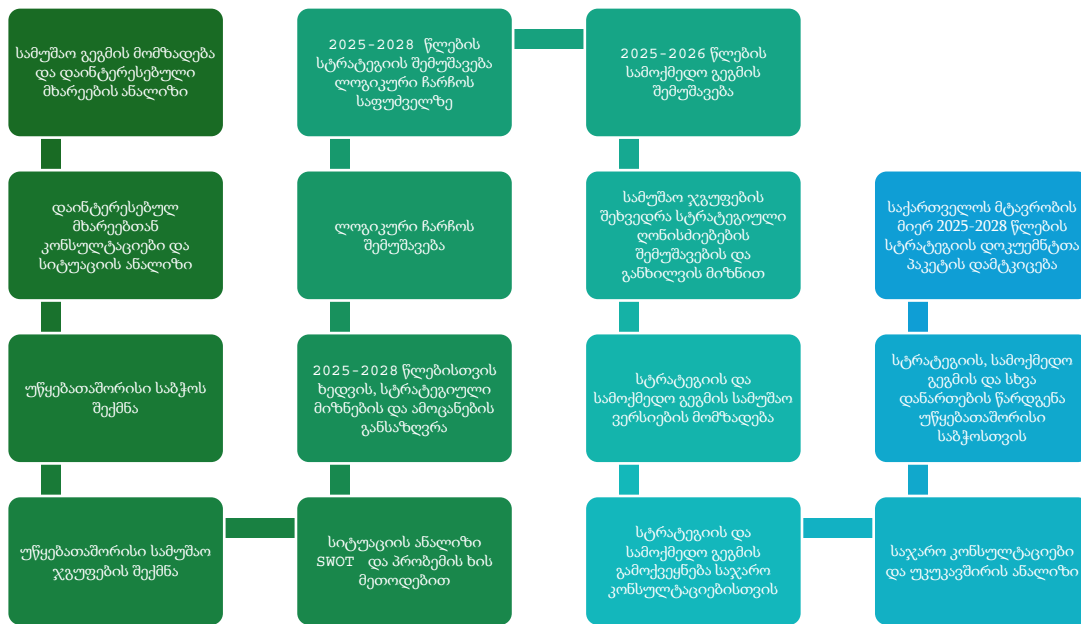 სამუშაო გეგმის მომზადება
და დაინტერესებული
მხარეების ანალიზი
დაინტერესებულ
მხარეებთან
კონსულტაციები და
სიტუაციის ანალიზი
უწყებათაშორისი საბჭოს
შექმნა
უწყებათაშორისი სამუშაო
ჯგუფების შექმნა
სიტუაციის ანალიზი
SWOT და პრობემის ხის
მეთოდებით
2025-2028 წლებისთვის
ხედვის, სტრატეგიული
მიზნების და ამოცანების
განსაზღვრა
ლოგიკური ჩარჩოს
შემუშავება
2025-2028 წლების
სტრატეგიის შემუშავება
ლოგიკური ჩარჩოს
საფუძველზე
2025-2026 წლების
სამოქმედო გეგმის
შემუშავება
სამუშაო ჯგუფების
შეხვედრა სტრატეგიული
ღონისძიებების
შემუშავების და
განხილვის მიზნით
სტრატეგიის და
სამოქმედო გეგმის სამუშაო
ვერსიების მომზადება
სტრატეგიის და
სამოქმედო გეგმის
გამოქვეყნება საჯარო
კონსულტაციებისთვის
საჯარო კონსულტაციები
და უკუკავშირის ანალიზი
სტრატეგიის, სამოქმედო
გეგმის და სხვა
დანართების წარდგენა
უწყებათაშორისი
საბჭოსთვის
საქართველოს მტავრობის
მიერ 2025-2028 წლების
სტრატეგიის დოკუემნტთა
პაკეტის დამტკიცება